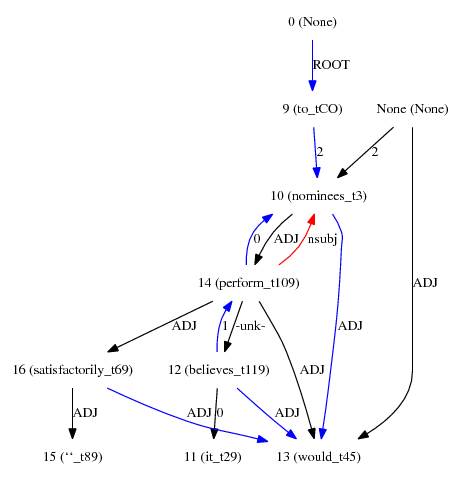 0 (None)
ROOT
9 (to_tCO) None (None)
2 2
10 (nominees_t3)
0 ADJ nsubj
14 (perform_t109) ADJ
ADJ 1 -unk- ADJ ADJ
16 (satisfactorily_t69) 12 (believes_t119)
ADJ ADJ 0 ADJ
15 (``_t89) 11 (it_t29) 13 (would_t45)